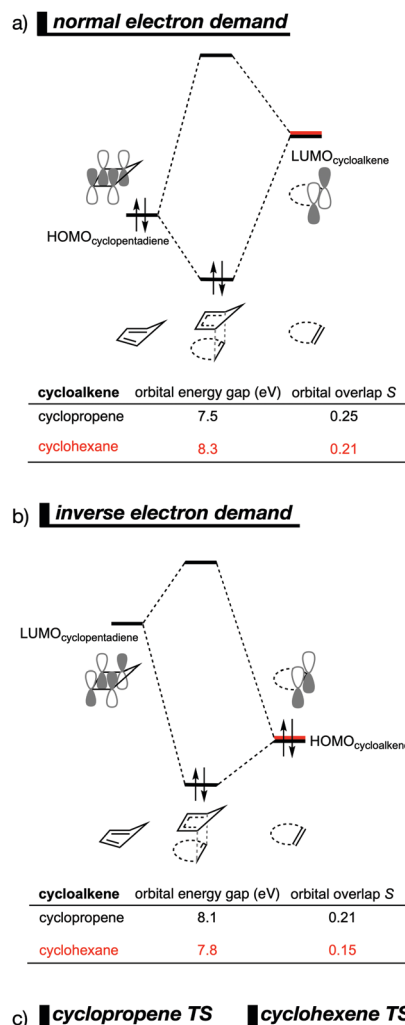 a) normal electron demand
LUMOcycloalkene
HOMOcyclopentadiene
cycloalkene orbital energy gap (eV) orbital overlap S
cyclopropene 7.5 0.25
cyclohexane 8.3 0.21
b) inverse electron demand
LUMOcyclopentadiene
HOMOcycloalkene
cycloalkene orbital energy gap (eV) orbital overlap S
cyclopropene 8.1 0.21
cyclohexane 7.8 0.15
c) cyclopropene TS cyclohexene TS